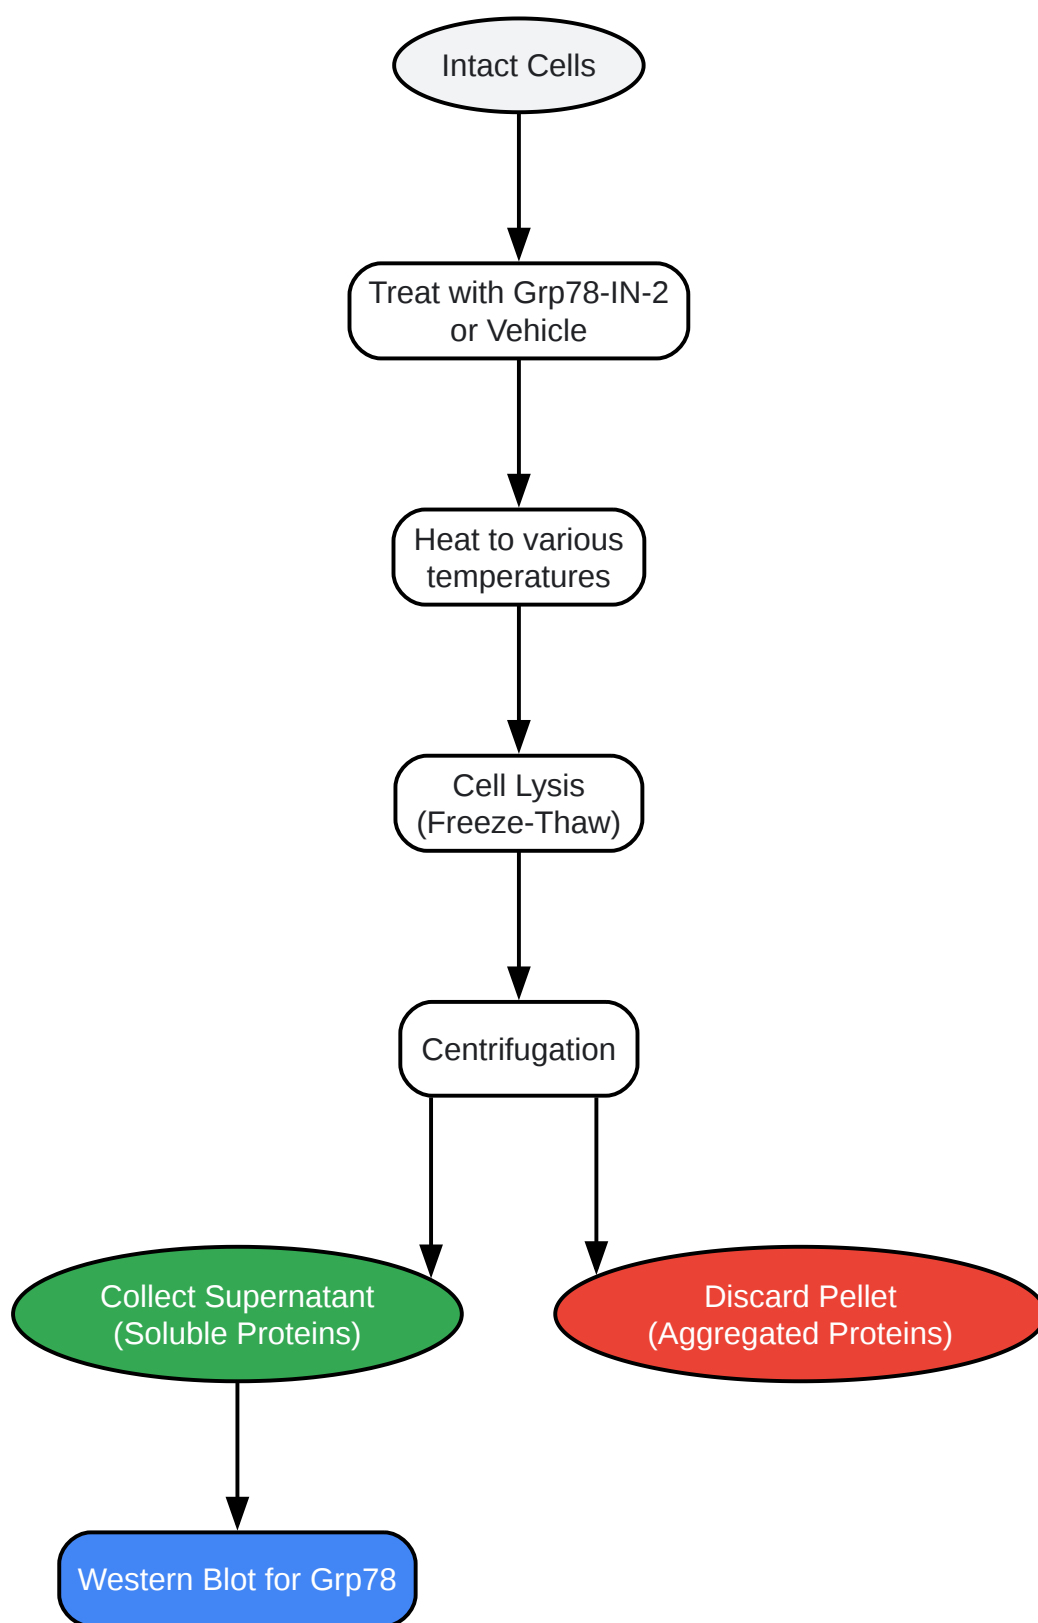 Intact Cells
Treat with Grp78-IN-2
or Vehicle
Heat to various
temperatures
Cell Lysis
(Freeze-Thaw)
Centrifugation
Collect Supernatant
(Soluble Proteins)
Discard Pellet
(Aggregated Proteins)
Western Blot for Grp78